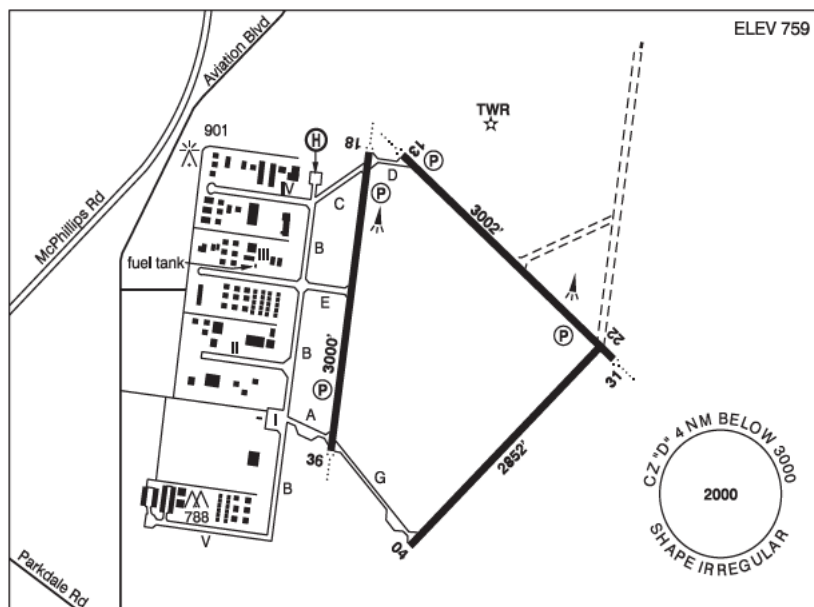 ELEV 759
Aviation Blvd
McPhillips Rd
901
TWR
H
18
13
P
D
P
IV
C
3002'
B
III
fuel tank
E
P
B
3000'
II
22
31
P
A
I
36
CZ "D" 4 NM BELOW 3000
2000
SHAPE IRREGULAR
2852'
G
B
788
V
04
Parkdale Rd